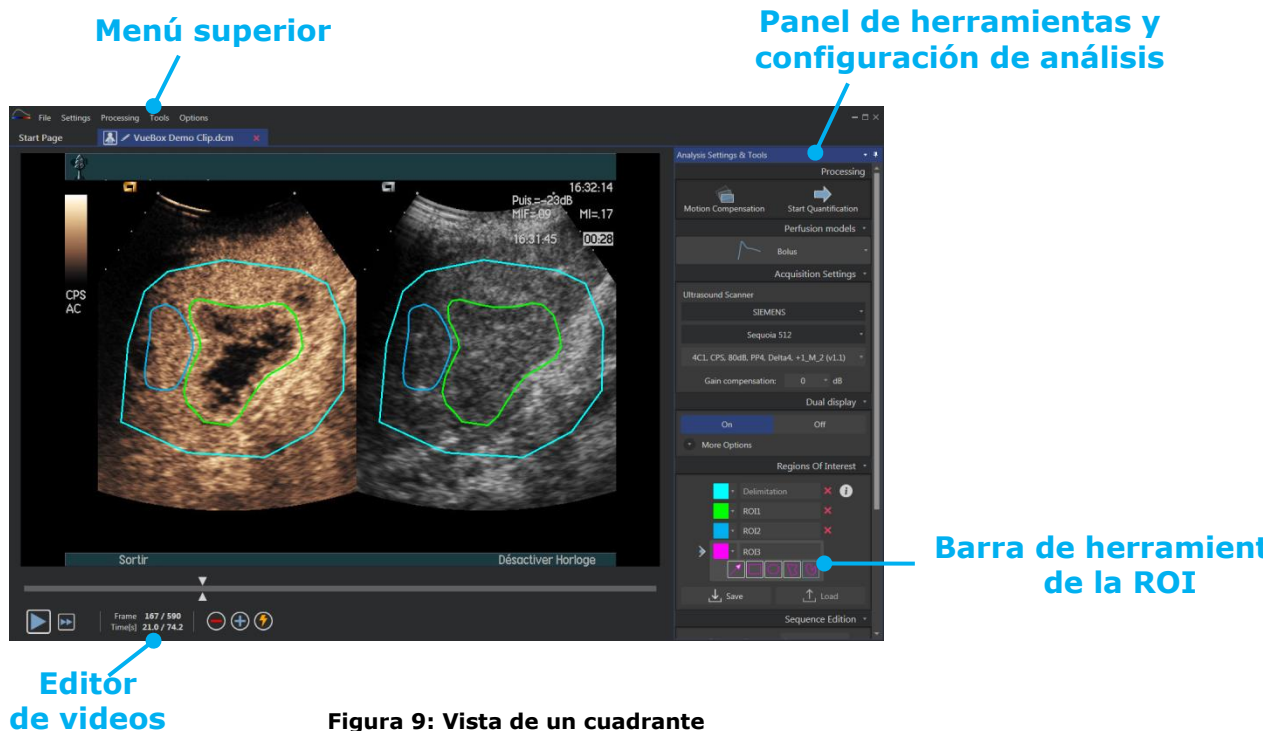 Menú superior
Panel de herramientas y
configuración de análisis
File Settings Processing Tools Options
Start Page
VueBox Demo Clip.dcm
Analysis Settings & Tools
Processing
Motion Compensation
Start Quantification
Perfusion models
Bolus
Acquisition Settings
Ultrasound Scanner
SIEMENS
Sequoia 512
4C1, CPS, 80dB, PP4, Delta4, +1_M_2 (v1.1)
Gain compensation: 0 dB
Dual display
On Off
More Options
Regions Of Interest
Delimitation
ROI1
ROI2
ROI3
Save Load
Sequence Edition
16:32:14
Puis.=-23dB
MIF=.09 MI=.17
16:31:45 00:28
CPS
AC
Sortir
Désactiver Horloge
Frame 167 / 590
Time[s] 21.0 / 74.2
Barra de herramient
de la ROI
Editor
de videos
Figura 9: Vista de un cuadrante